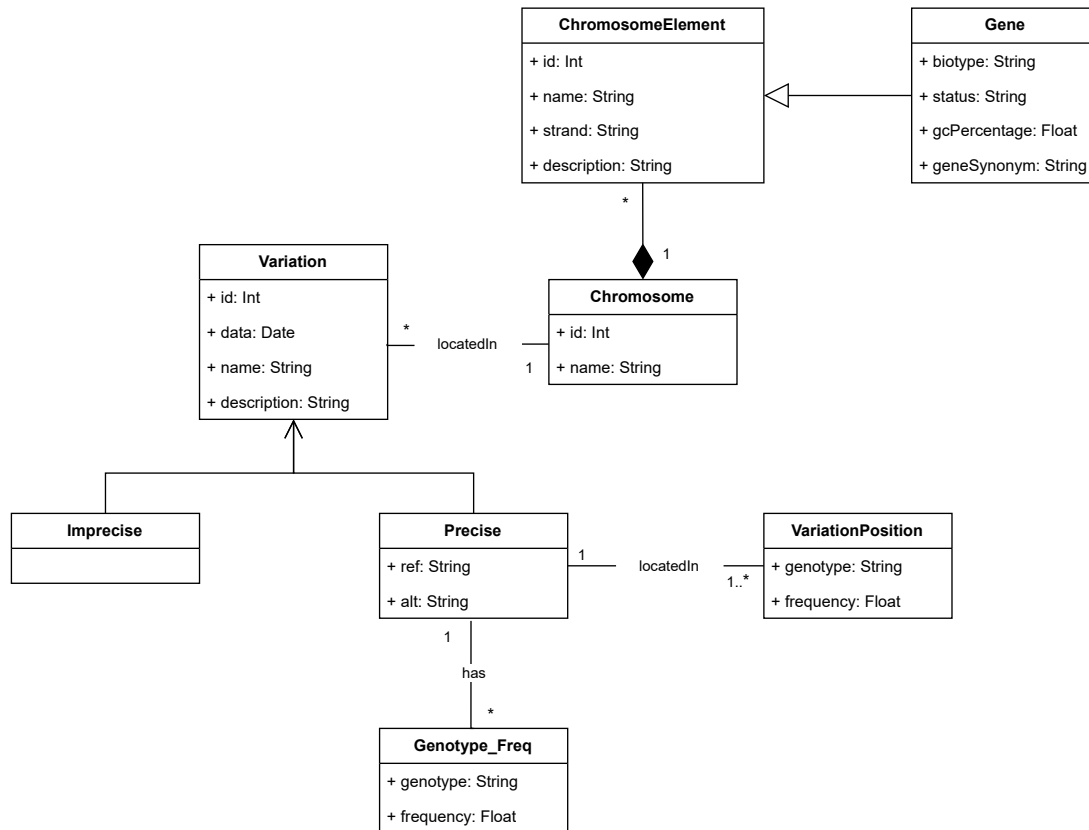 ChromosomeElement
+ id: Int
+ name: String
+ strand: String
+ description: String
Gene
+ biotype: String
+ status: String
+ gcPercentage: Float
+ geneSynonym: String
*
1
Variation
+ id: Int
+ data: Date
+ name: String
+ description: String
*
locatedIn
1
Chromosome
+ id: Int
+ name: String
Imprecise
Precise
+ ref: String
+ alt: String
1
locatedIn
1..*
VariationPosition
+ genotype: String
+ frequency: Float
1
has
*
Genotype_Freq
+ genotype: String
+ frequency: Float